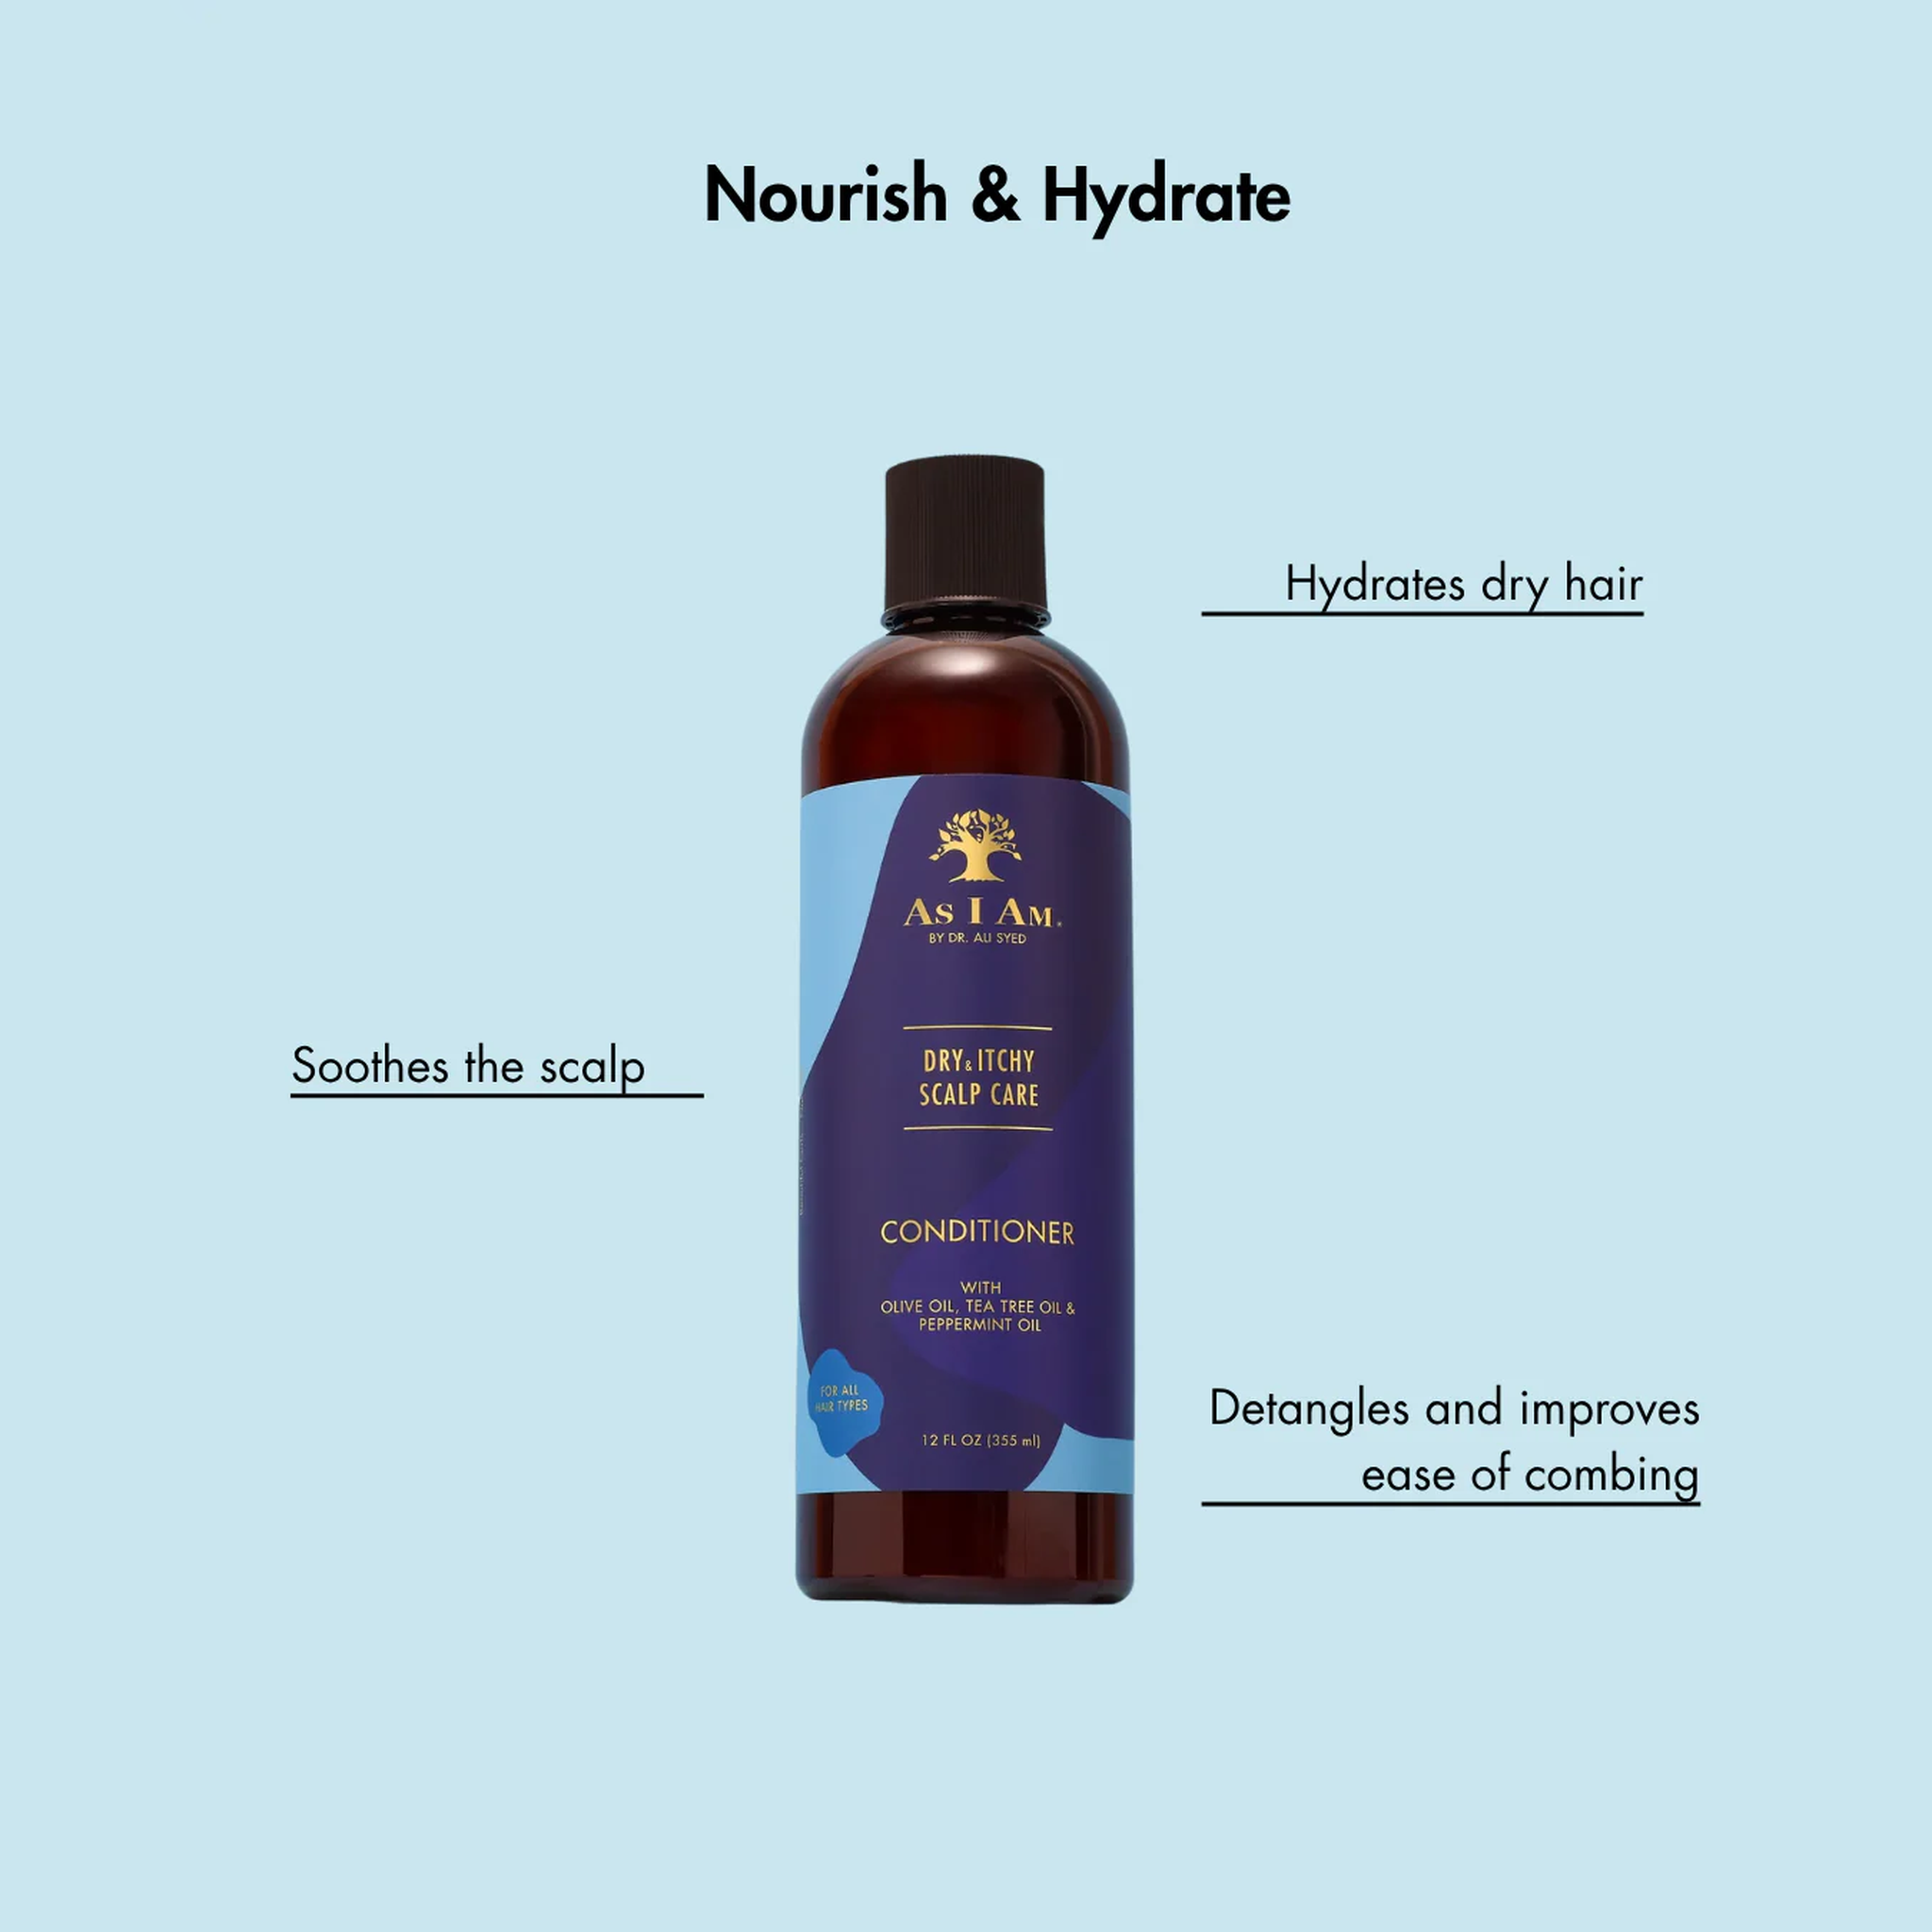 Nourish & Hydrate
Hydrates dry hair
Soothes the scalp
Detangles and improves
ease of combing
As I Am®
BY DR. ALI SYED
DRY & ITCHY
SCALP CARE
CONDITIONER
WITH
OLIVE OIL, TEA TREE OIL &
PEPPERMINT OIL
FOR ALL
HAIR TYPES
12 FL OZ (355 ml)